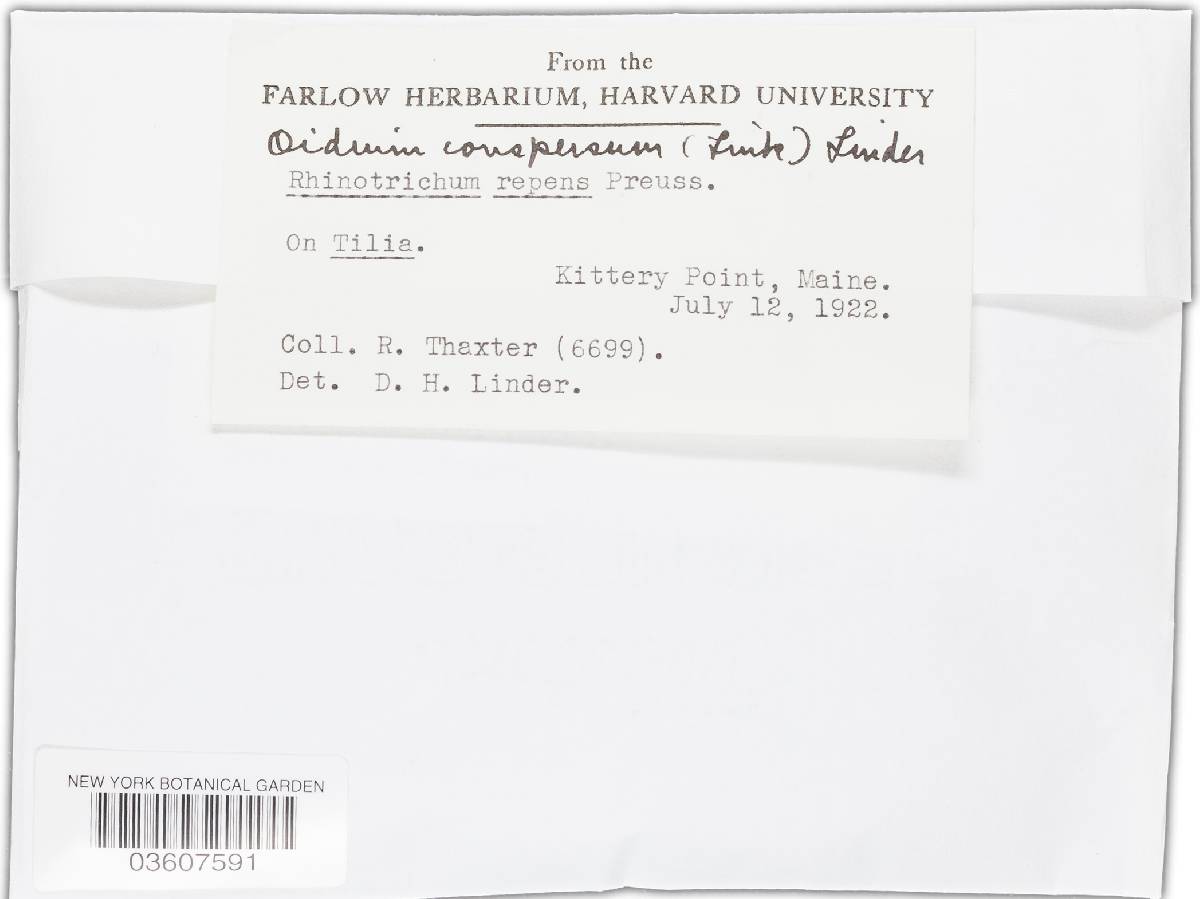 From the
FARLOW HERBARIUM, HARVARD UNIVERSITY
Oidium conspersum (Link) Linder
Rhinotrichum repens Preuss.
On Tilia.
Kittery Point, Maine.
July 12, 1922.
Coll. R. Thaxter (6699).
Det. D. H. Linder.
NEW YORK BOTANICAL GARDEN
03607591